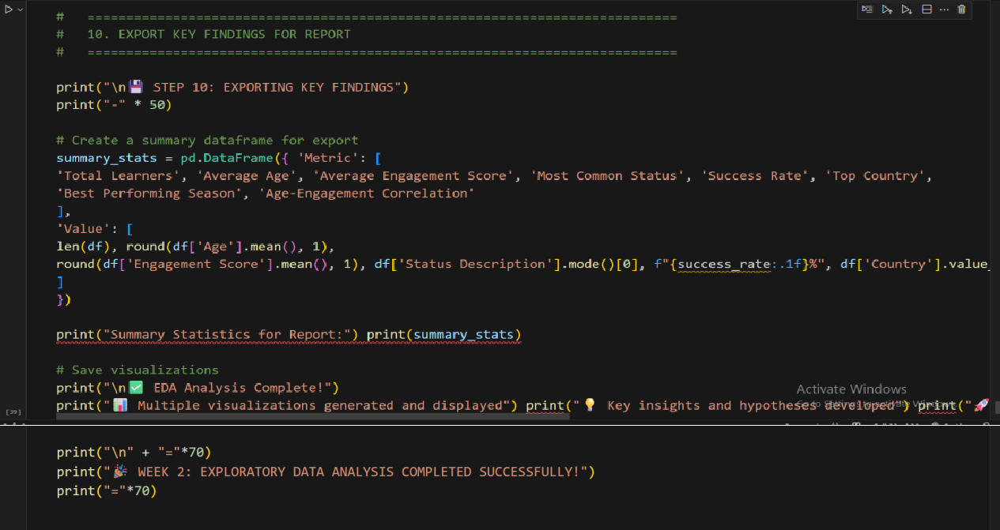 # ============================================================================
# 10. EXPORT KEY FINDINGS FOR REPORT
# ============================================================================
print("\n💾 STEP 10: EXPORTING KEY FINDINGS")
print("-" * 50)
# Create a summary dataframe for export
summary_stats = pd.DataFrame({ 'Metric': [
'Total Learners', 'Average Age', 'Average Engagement Score', 'Most Common Status', 'Success Rate', 'Top Country',
'Best Performing Season', 'Age-Engagement Correlation'
],
'Value': [
len(df), round(df['Age'].mean(), 1),
round(df['Engagement Score'].mean(), 1), df['Status Description'].mode()[0], f"{success_rate:.1f}%", df['Country'].value_
]
})
print("Summary Statistics for Report:") print(summary_stats)
# Save visualizations
print("\n✅ EDA Analysis Complete!")
Activate Windows
print("📊 Multiple visualizations generated and displayed") print("💡 Key insights and hypotheses developed") print("🚀
Go to Settings to activate Windows.
[39]
print("\n" + "="*70)
print("🎉 WEEK 2: EXPLORATORY DATA ANALYSIS COMPLETED SUCCESSFULLY!")
print("="*70)